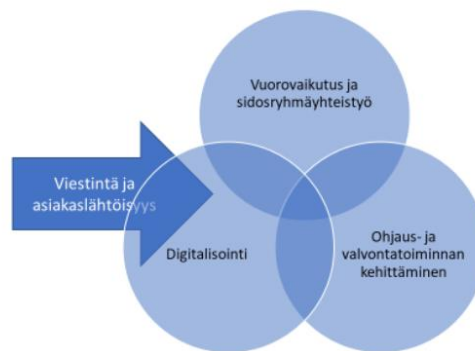 Vuorovaikutus ja
sidosryhmäyhteistyö
Viestintä ja
asiakaslähtöisyys
Digitalisointi
Ohjaus- ja
valvontatoiminnan
kehittäminen